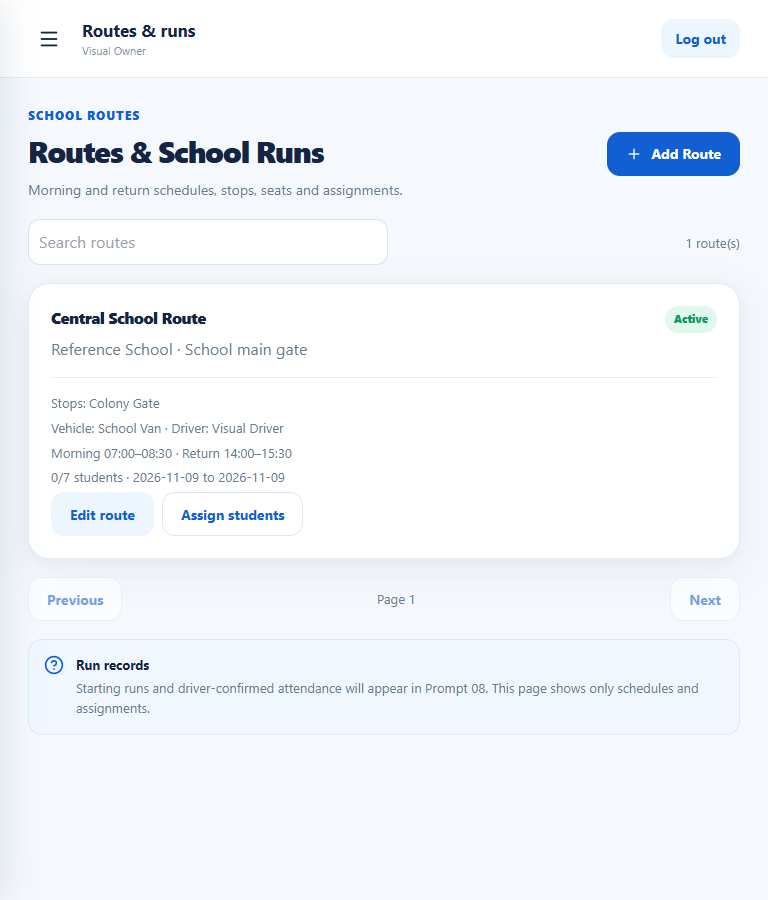 Routes & runs
Visual Owner
Log out
SCHOOL ROUTES
Routes & School Runs
+ Add Route
Morning and return schedules, stops, seats and assignments.
Search routes
1 route(s)
Central School Route
Active
Reference School · School main gate
Stops: Colony Gate
Vehicle: School Van · Driver: Visual Driver
Morning 07:00–08:30 · Return 14:00–15:30
0/7 students · 2026-11-09 to 2026-11-09
Edit route
Assign students
Previous
Page 1
Next
Run records
Starting runs and driver-confirmed attendance will appear in Prompt 08. This page shows only schedules and
assignments.